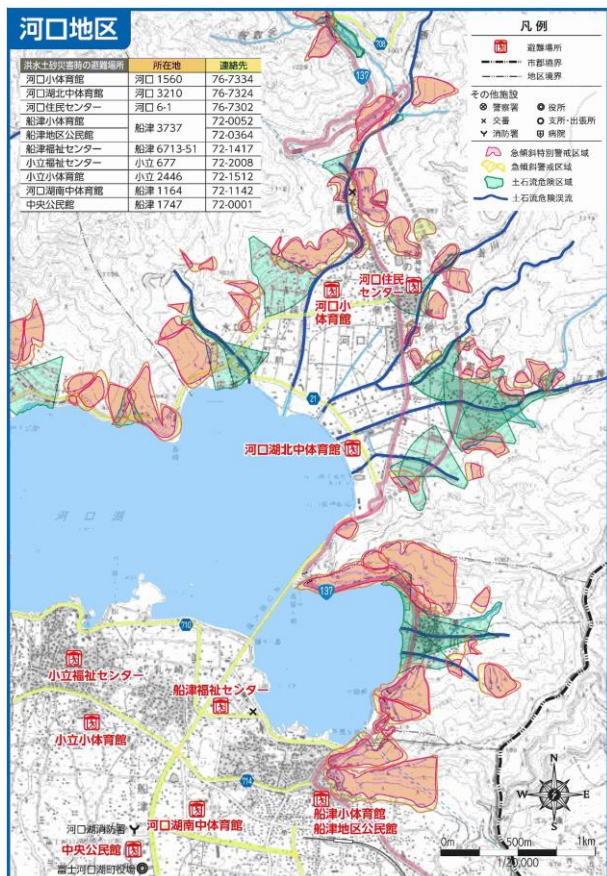 河口地区
洪水土砂災害時の避難場所 所在地 連絡先
河口小体育館 河口 1560 76-7334
河口湖北中体育館 河口 3210 76-7324
河口住民センター 河口 6-1 76-7302
船津小体育館 船津 3737 72-0052
船津地区公民館 72-0364
船津福祉センター 船津 6713-51 72-1417
小立福祉センター 小立 677 72-2008
小立小体育館 小立 2446 72-1512
河口湖南中体育館 船津 1164 72-1142
中央公民館 船津 1747 72-0001
凡例
避難場所
市郡境界
地区境界
その他施設
警察署 役所
交番 支所・出張所
消防署 病院
急傾斜特別警戒区域
急傾斜警戒区域
土石流危険区域
土石流危険渓流
708
137
河口住民
センター
河口小
体育館
河口
21
河口湖北中体育館
河口湖
137
710
小立福祉センター
船津福祉センター
小立小体育館
714
船津
河口湖南中体育館
船津小体育館
船津地区公民館
河口湖消防署
中央公民館
富士河口湖町役場
N
W E
S
0m 500m 1km
1/20,000